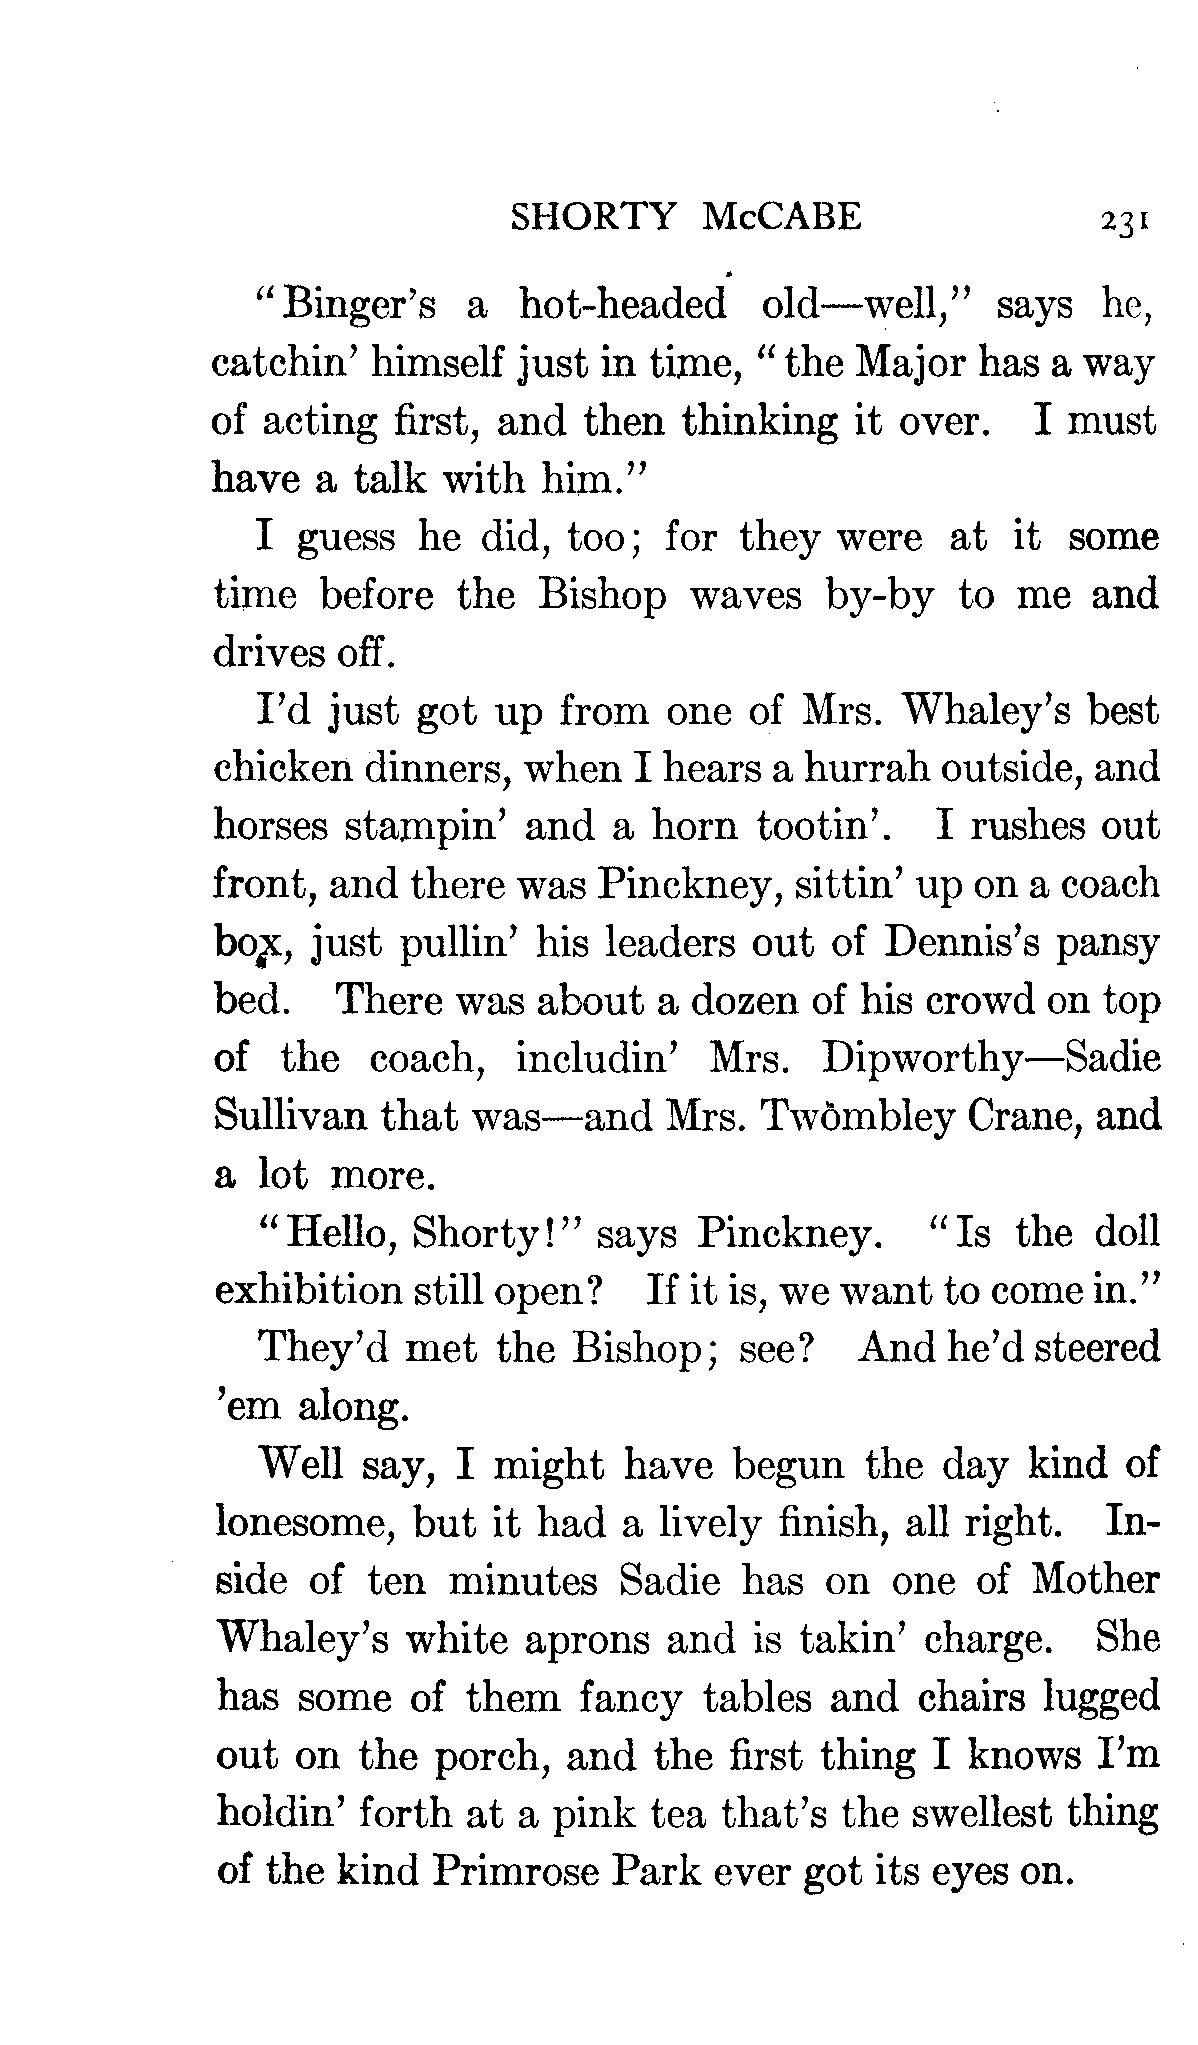 SHORTY McCABE 231
"Binger's a hot-headed old—well," says he,
catchin' himself just in time, "the Major has a way
of acting first, and then thinking it over. I must
have a talk with him."
I guess he did, too; for they were at it some
time before the Bishop waves by-by to me and
drives off.
I'd just got up from one of Mrs. Whaley's best
chicken dinners, when I hears a hurrah outside, and
horses stampin' and a horn tootin'. I rushes out
front, and there was Pinckney, sittin' up on a coach
box, just pullin' his leaders out of Dennis's pansy
bed. There was about a dozen of his crowd on top
of the coach, includin' Mrs. Dipworthy—Sadie
Sullivan that was—and Mrs. Twombley Crane, and
a lot more.
"Hello, Shorty!" says Pinckney. "Is the doll
exhibition still open? If it is, we want to come in."
They'd met the Bishop; see? And he'd steered
'em along.
Well say, I might have begun the day kind of
lonesome, but it had a lively finish, all right. In-
side of ten minutes Sadie has on one of Mother
Whaley's white aprons and is takin' charge. She
has some of them fancy tables and chairs lugged
out on the porch, and the first thing I knows I'm
holdin' forth at a pink tea that's the swellest thing
of the kind Primrose Park ever got its eyes on.